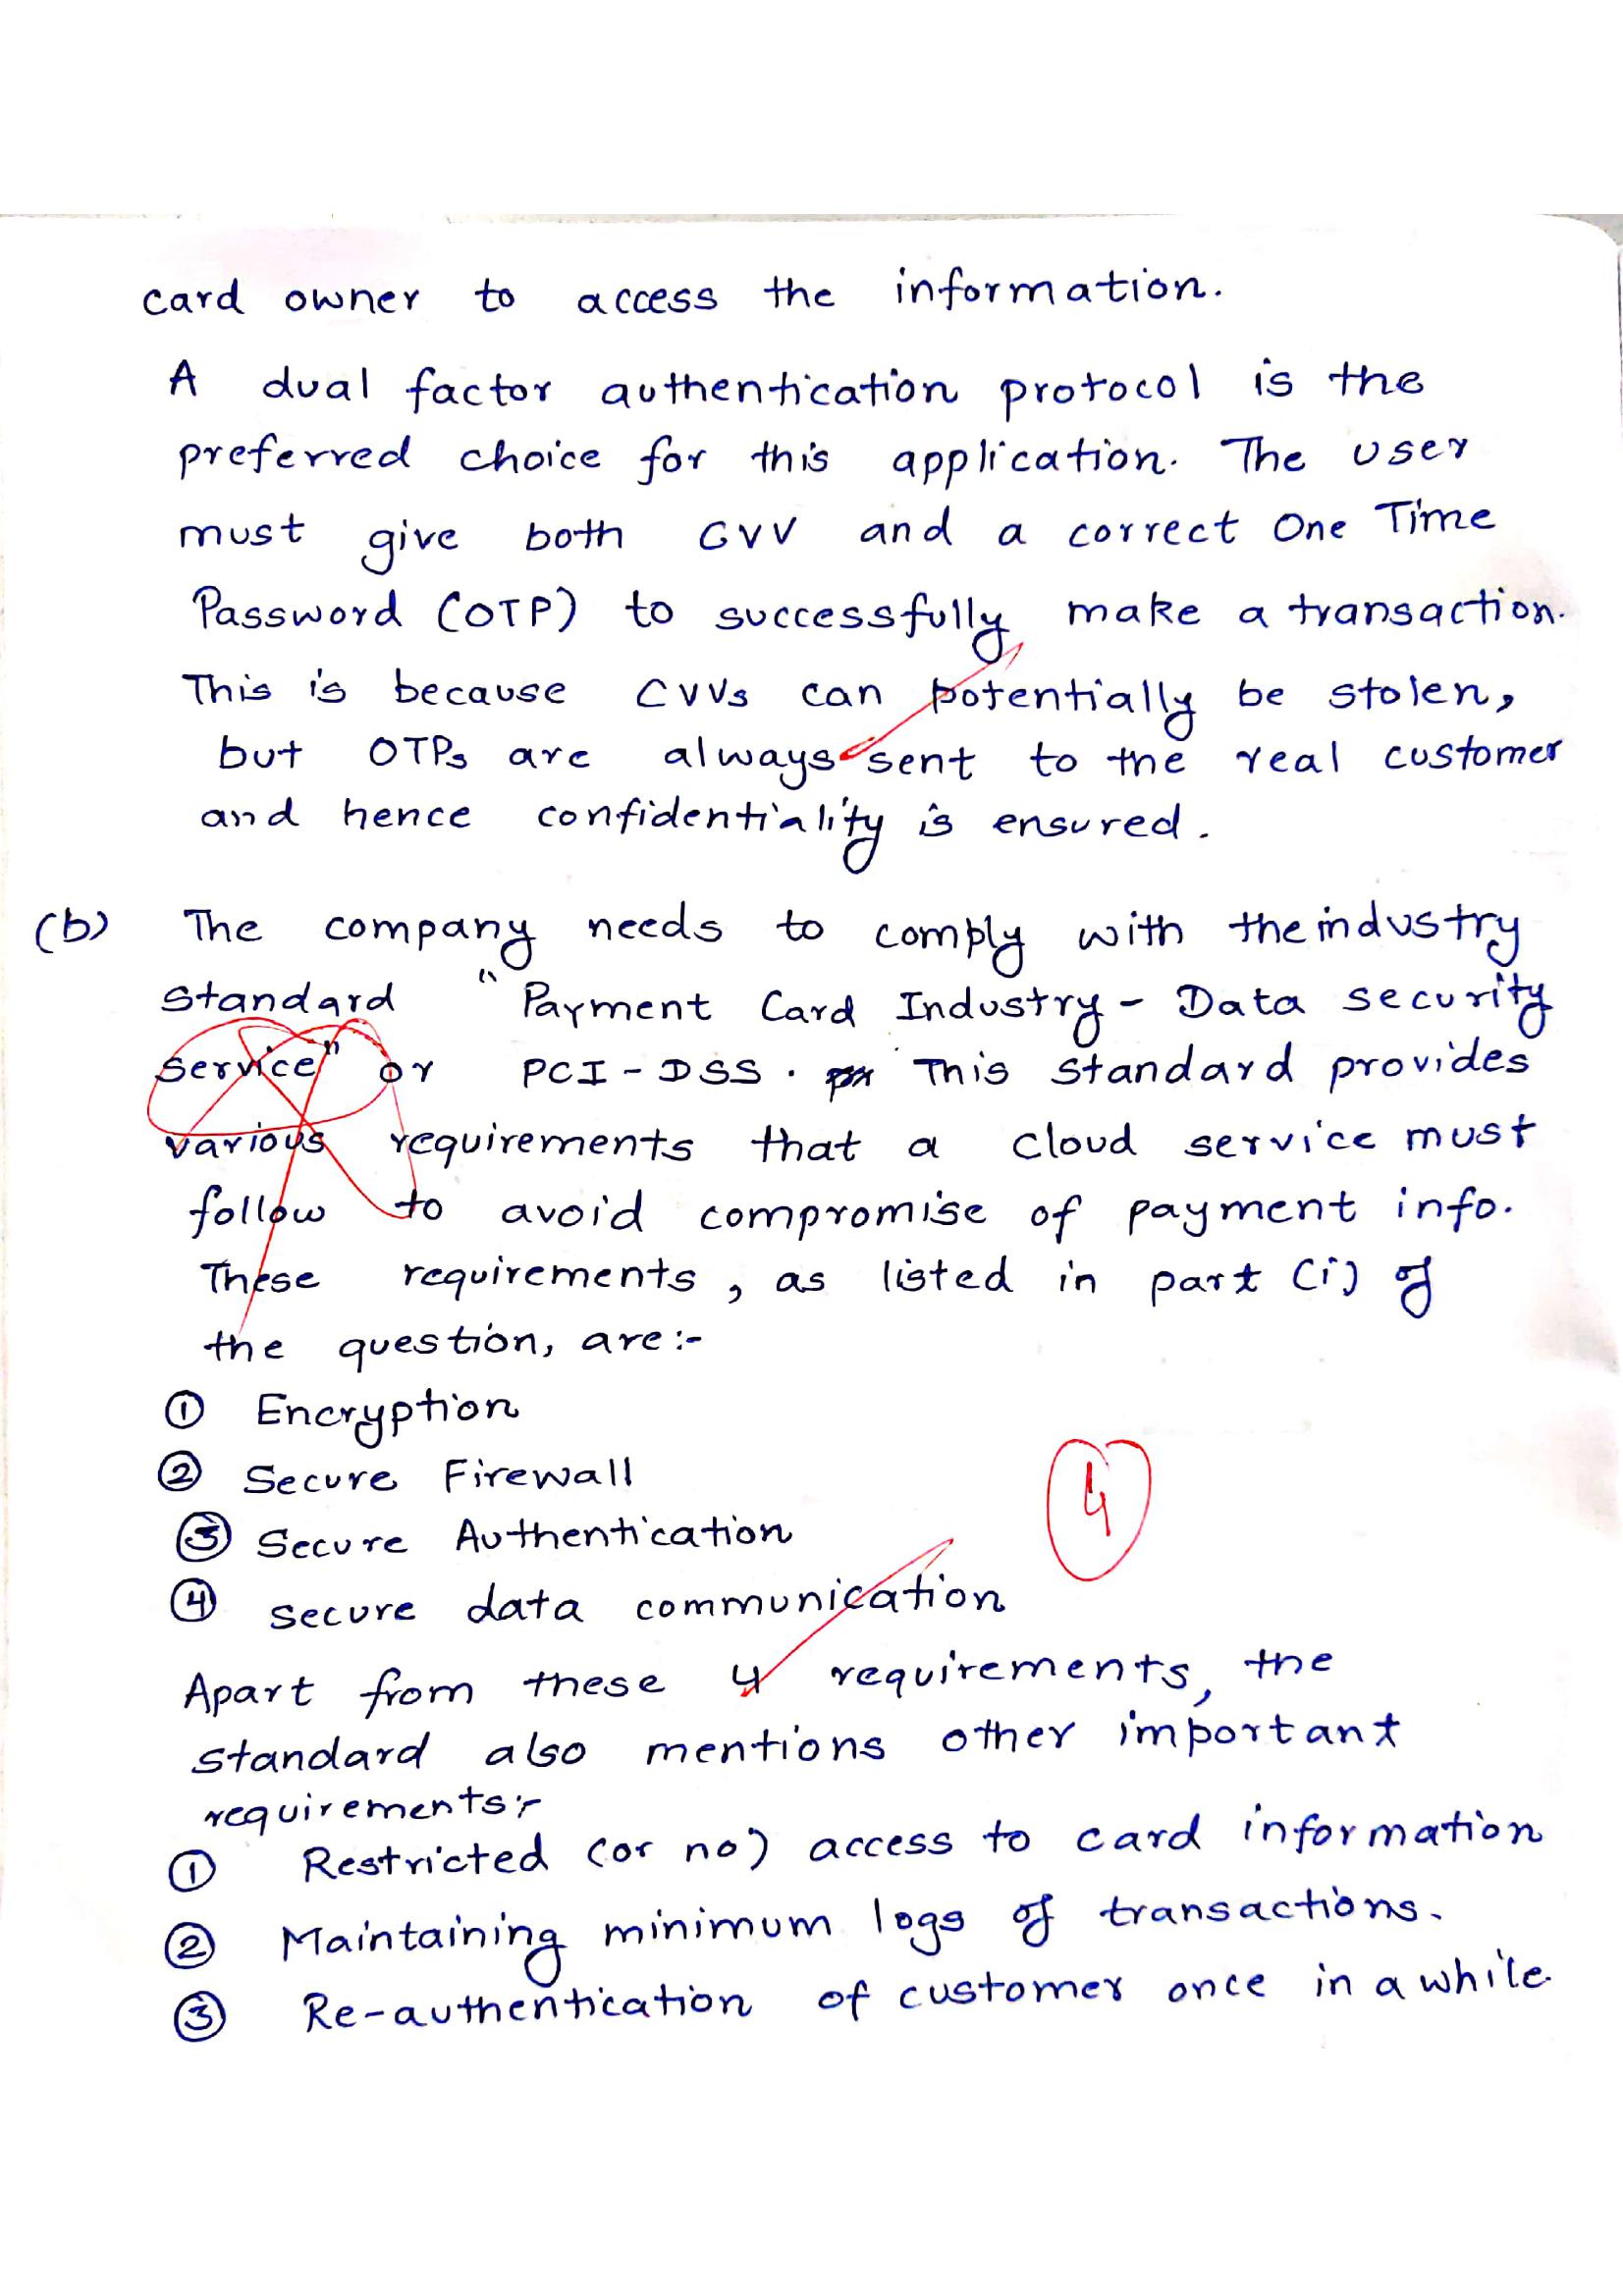 card owner to access the information.
A dual factor authentication protocol is the
preferred choice for this application. The user
must give both CVV and a correct One Time
Password (OTP) to successfully make a transaction.
This is because CVVs can potentially be stolen,
but OTPs are always sent to the real customer
and hence confidentiality is ensured.
(b) The company needs to comply with the industry
standard "Payment Card Industry - Data security
service" or PCI-DSS. This standard provides
various requirements that a cloud service must
follow to avoid compromise of payment info.
These requirements, as listed in part (i) of
the question, are:-
① Encryption
② Secure Firewall
③ Secure Authentication
4
④ secure data communication
Apart from these 4 requirements, the
standard also mentions other important
requirements:-
① Restricted (or no) access to card information
② Maintaining minimum logs of transactions.
③ Re-authentication of customer once in a while.